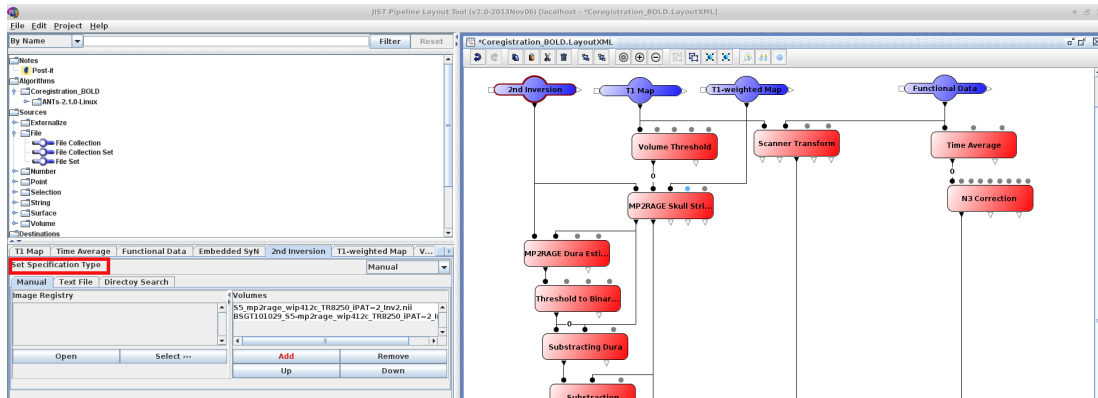 JIST Pipeline Layout Tool (v2.0-2013Nov06) [localhost - *Coregistration_BOLD.LayoutXML]
File Edit Project Help
By Name Filter Reset
Notes
Post-it
Algorithms
Coregistration_BOLD
ANTs-2.1.0-Linux
Sources
Externalize
File
File Collection
File Collection Set
File Set
Number
Point
Selection
String
Surface
Volume
Destinations
T1 Map Time Average Functional Data Embedded SyN 2nd Inversion T1-weighted Map V...
Set Specification Type Manual
Manual Text File Directoy Search
Image Registry Volumes
S5_mp2rage_wip412c_TR8250_iPAT=2_Inv2.nii
BSGT101029_S5-mp2rage_wip412c_TR8250_iPAT=2_I
Open Select >>> Add Remove
Up Down
*Coregistration_BOLD.LayoutXML
2nd Inversion T1 Map T1-weighted Map Functional Data
Volume Threshold Scanner Transform Time Average
0 0
MP2RAGE Skull Stri... N3 Correction
MP2RAGE Dura Esti...
Threshold to Binar...
0
Substracting Dura
Substraction